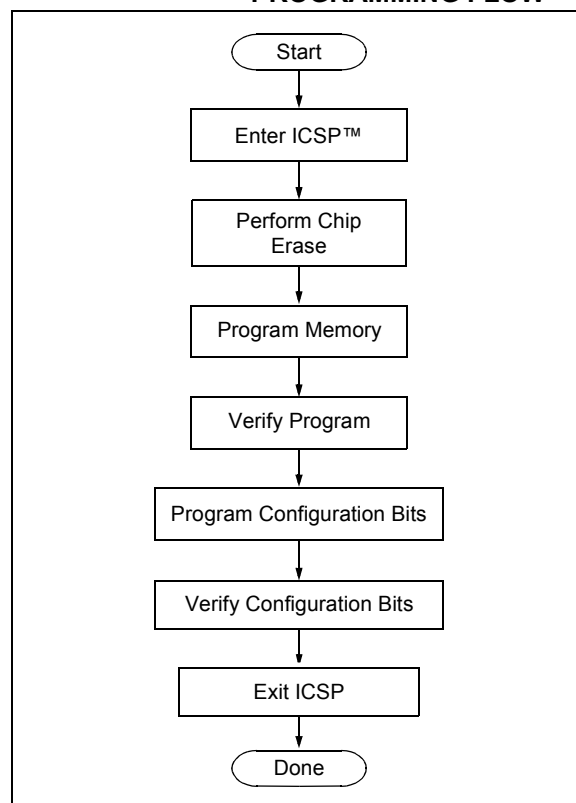 Start
Enter ICSP™
Perform Chip
Erase
Program Memory
Verify Program
Program Configuration Bits
Verify Configuration Bits
Exit ICSP
Done